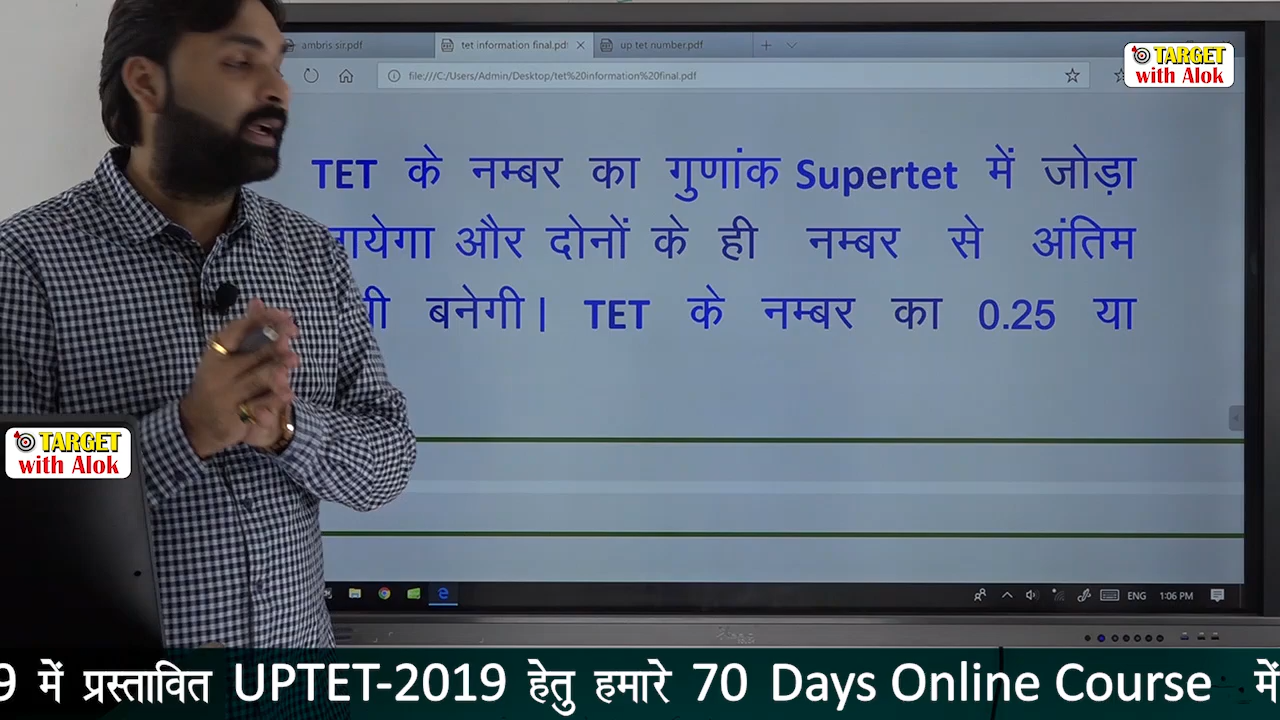 ambris sir.pdf
tet information final.pdf
up tet number.pdf
file:///C:/Users/Admin/Desktop/tet%20information%20final.pdf
TARGET
with Alok
TET के नम्बर का गुणांक Supertet में जोड़ा
और दोनों के ही नम्बर से अंतिम
बनेगी। TET के नम्बर का 0.25 या
TARGET
with Alok
ENG
1:06 PM
9 में प्रस्तावित UPTET-2019 हेतु हमारे 70 Days Online Course में